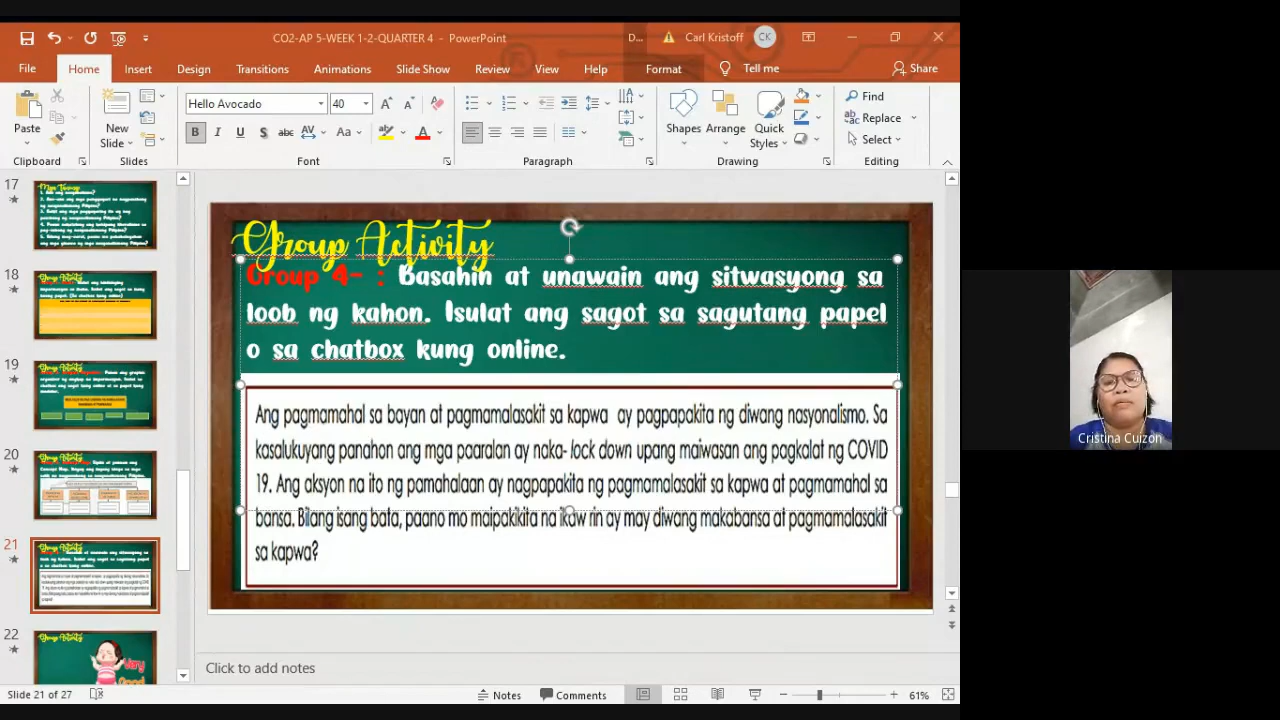 CO2-AP 5-WEEK 1-2-QUARTER 4 - PowerPoint
D... Carl Kristoff CK
File Home Insert Design Transitions Animations Slide Show Review View Help Format Tell me Share
Hello Avocado 40
Paste
New
Slide
Shapes Arrange Quick
Styles
Find
Replace
Select
Clipboard Slides Font Paragraph Drawing Editing
17
18
19
20
21
22
Group Activity
Group 4- : Basahin at unawain ang sitwasyong sa
loob ng kahon. Isulat ang sagot sa sagutang papel
o sa chatbox kung online.
Ang pagmamahal sa bayan at pagmamalasakit sa kapwa ay pagpapakita ng diwang nasyonalismo. Sa
kasalukuyang panahon ang mga paaralan ay naka- lock down upang maiwasan ang pagkalat ng COVID
19. Ang aksyon na ito ng pamahalaan ay nagpapakita ng pagmamalasakit sa kapwa at pagmamahal sa
bansa. Bilang isang bata, paano mo maipakikita na ikaw rin ay may diwang makabansa at pagmamalasakit
sa kapwa?
Click to add notes
Slide 21 of 27 Notes Comments 61%
Cristina Cuizon